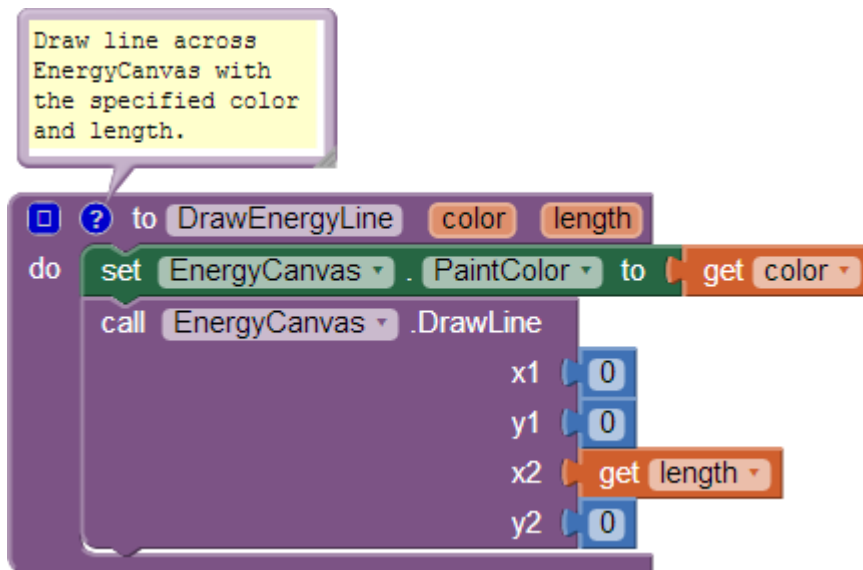 Draw line across
EnergyCanvas with
the specified color
and length.
? to DrawEnergyLine color length
do set EnergyCanvas . PaintColor to get color
call EnergyCanvas .DrawLine
x1 0
y1 0
x2 get length
y2 0